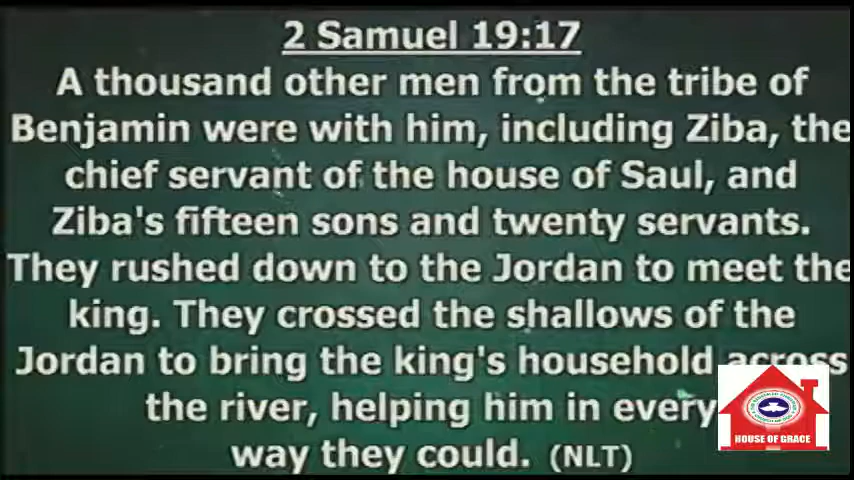 2 Samuel 19:17
A thousand other men from the tribe of
Benjamin were with him, including Ziba, the
chief servant of the house of Saul, and
Ziba's fifteen sons and twenty servants.
They rushed down to the Jordan to meet the
king. They crossed the shallows of the
Jordan to bring the king's household across
the river, helping him in every
way they could. (NLT)
HOUSE OF GRACE